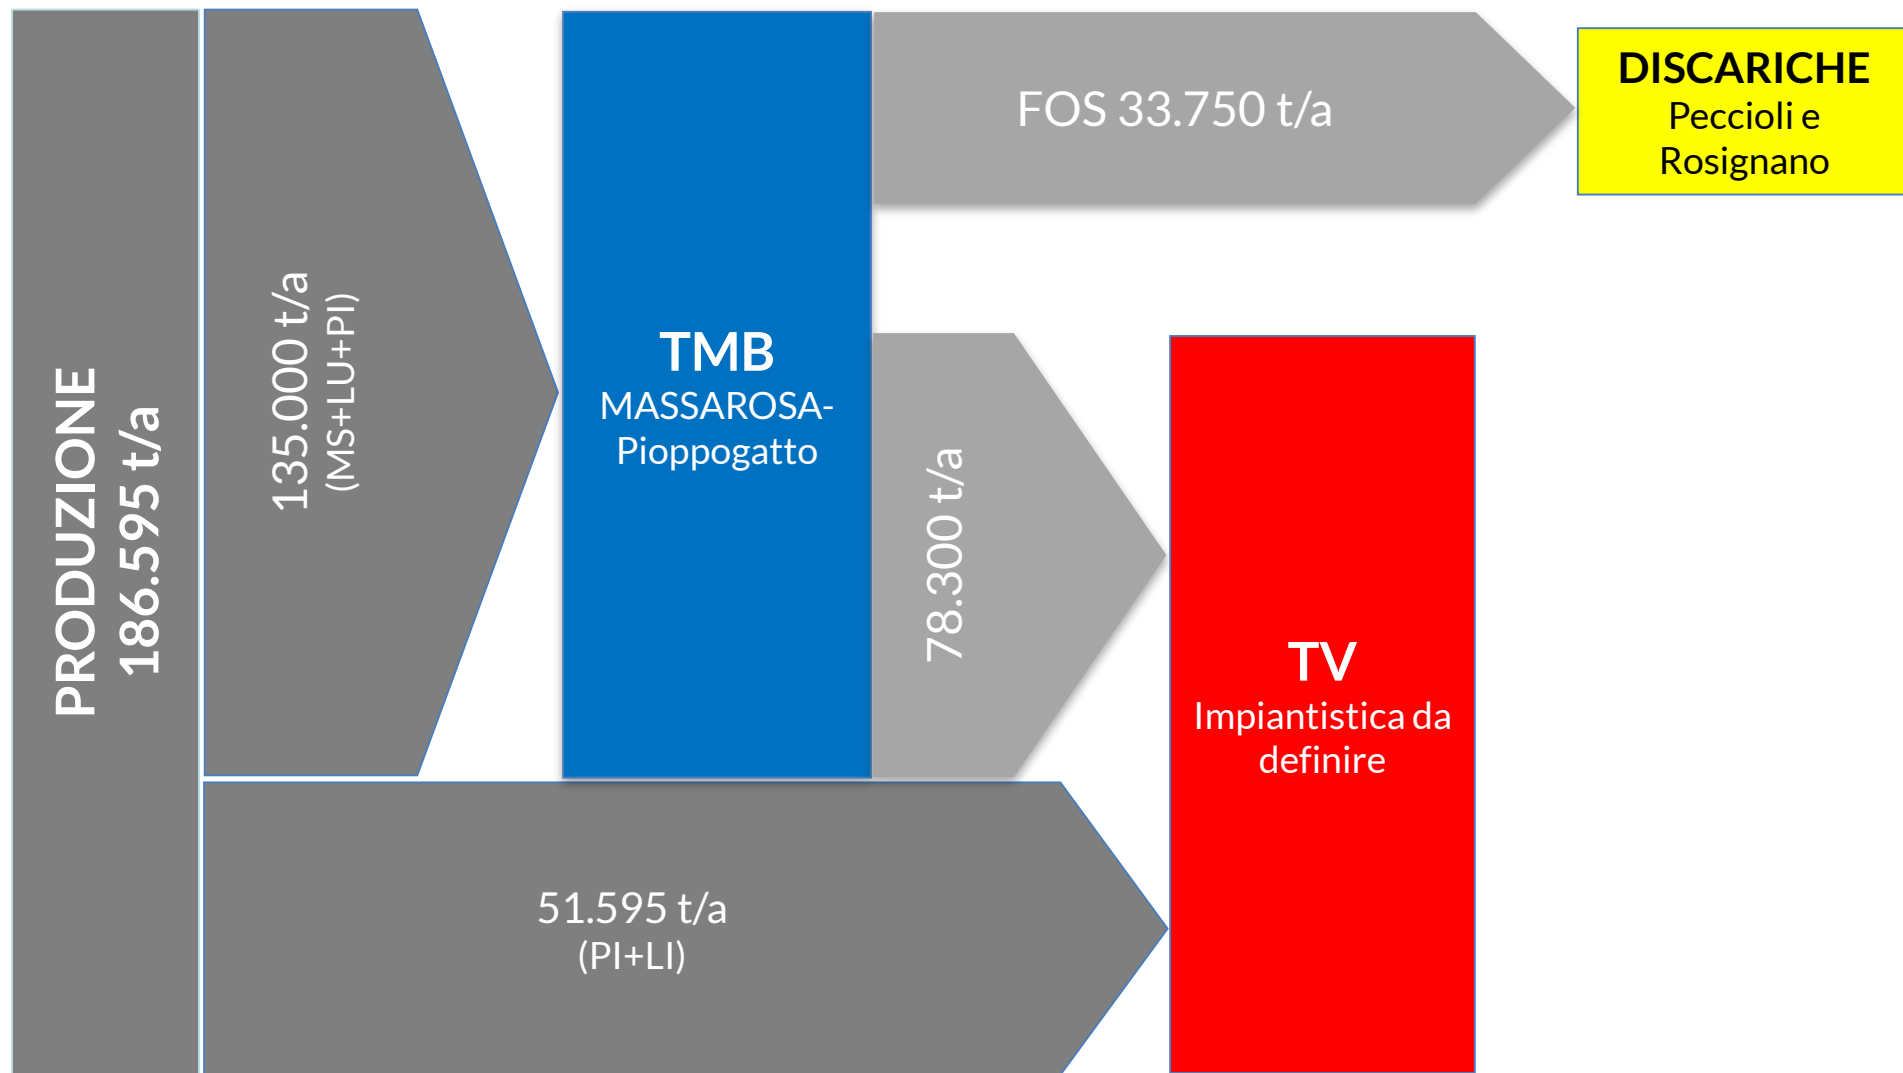 PRODUZIONE
186.595 t/a
135.000 t/a
(MS+LU+PI)
TMB
MASSAROSA-
Pioppogatto
FOS 33.750 t/a
DISCARICHE
Peccioli e
Rosignano
78.300 t/a
TV
Impiantistica da
definire
51.595 t/a
(PI+LI)